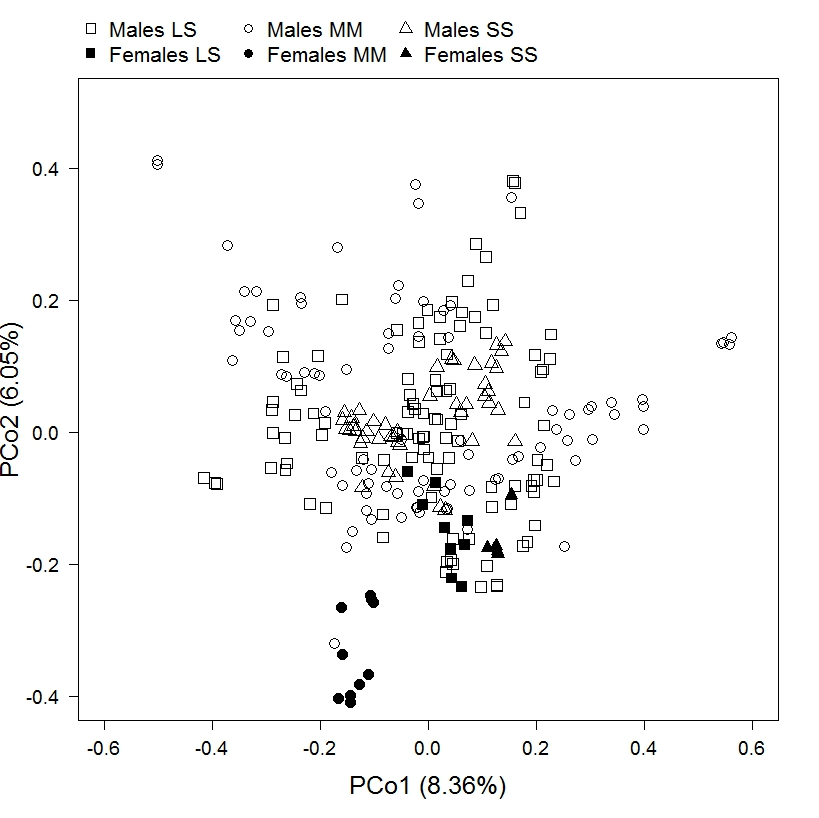 Males LS Males MM Males SS
Females LS Females MM Females SS
0.4
0.2
0.0
-0.2
-0.4
PCo2 (6.05%)
-0.6 -0.4 -0.2 0.0 0.2 0.4 0.6
PCo1 (8.36%)